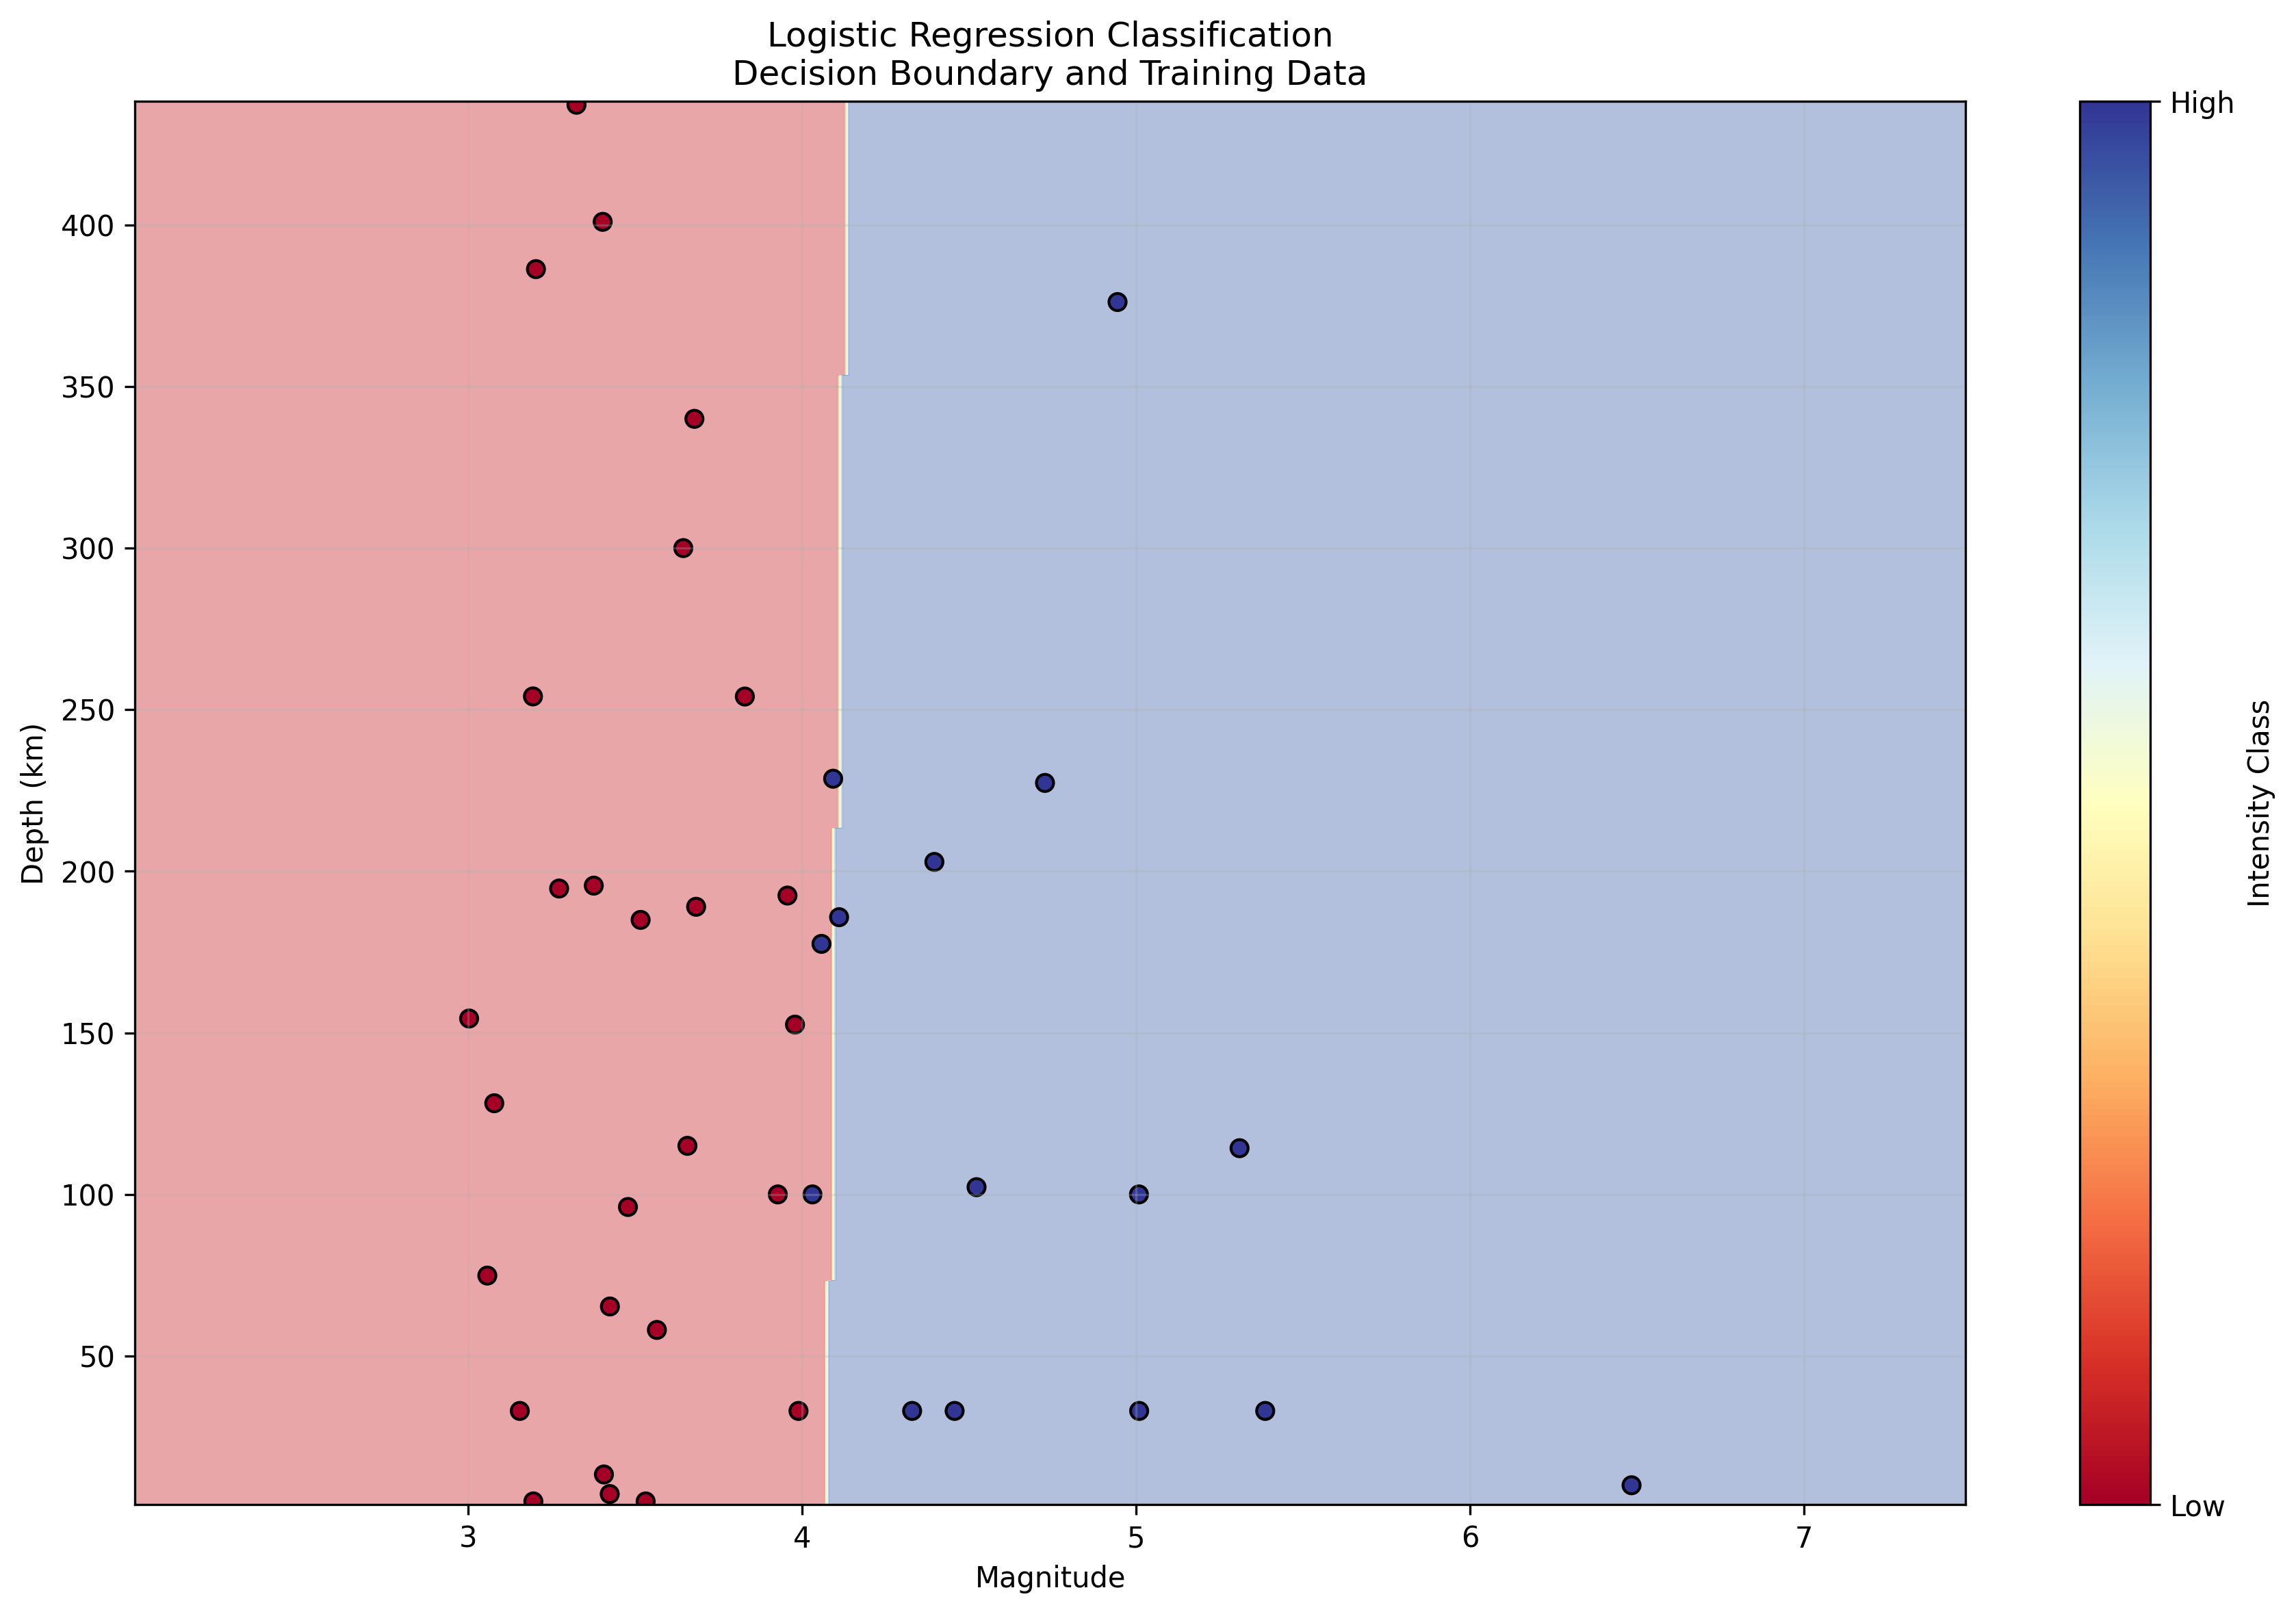 Logistic Regression Classification
Decision Boundary and Training Data
High
400
350
300
250
200
150
100
50
Depth (km)
Intensity Class
Low
3
4
5
6
7
Magnitude